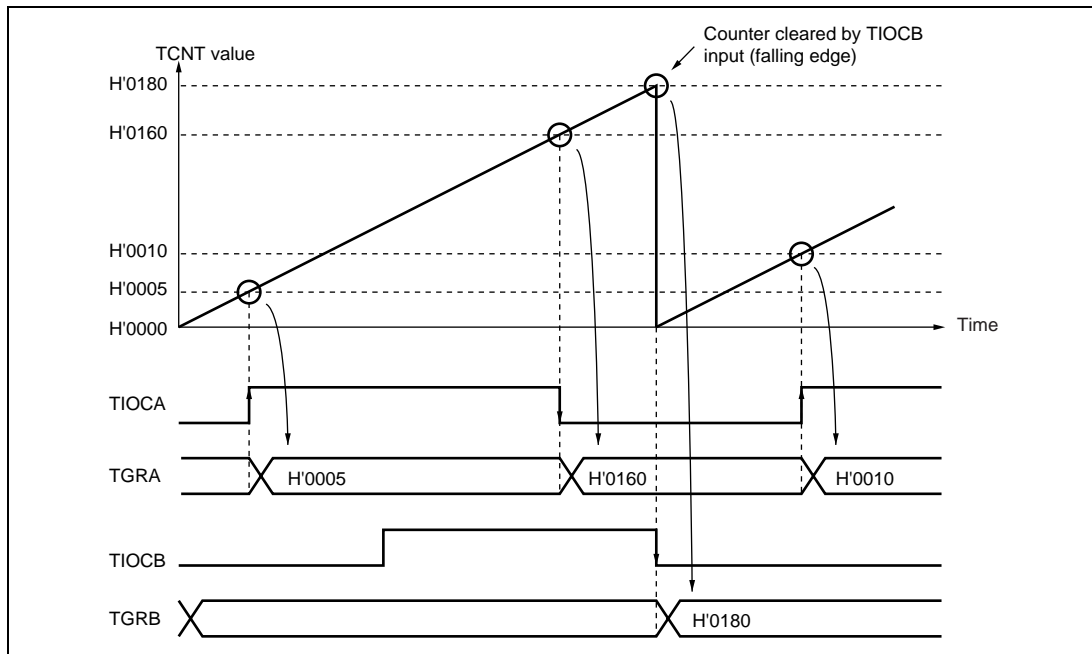 Counter cleared by TIOCB
input (falling edge)
TCNT value
H'0180
H'0160
H'0010
H'0005
H'0000
Time
TIOCA
TGRA
H'0005
H'0160
H'0010
TIOCB
TGRB
H'0180